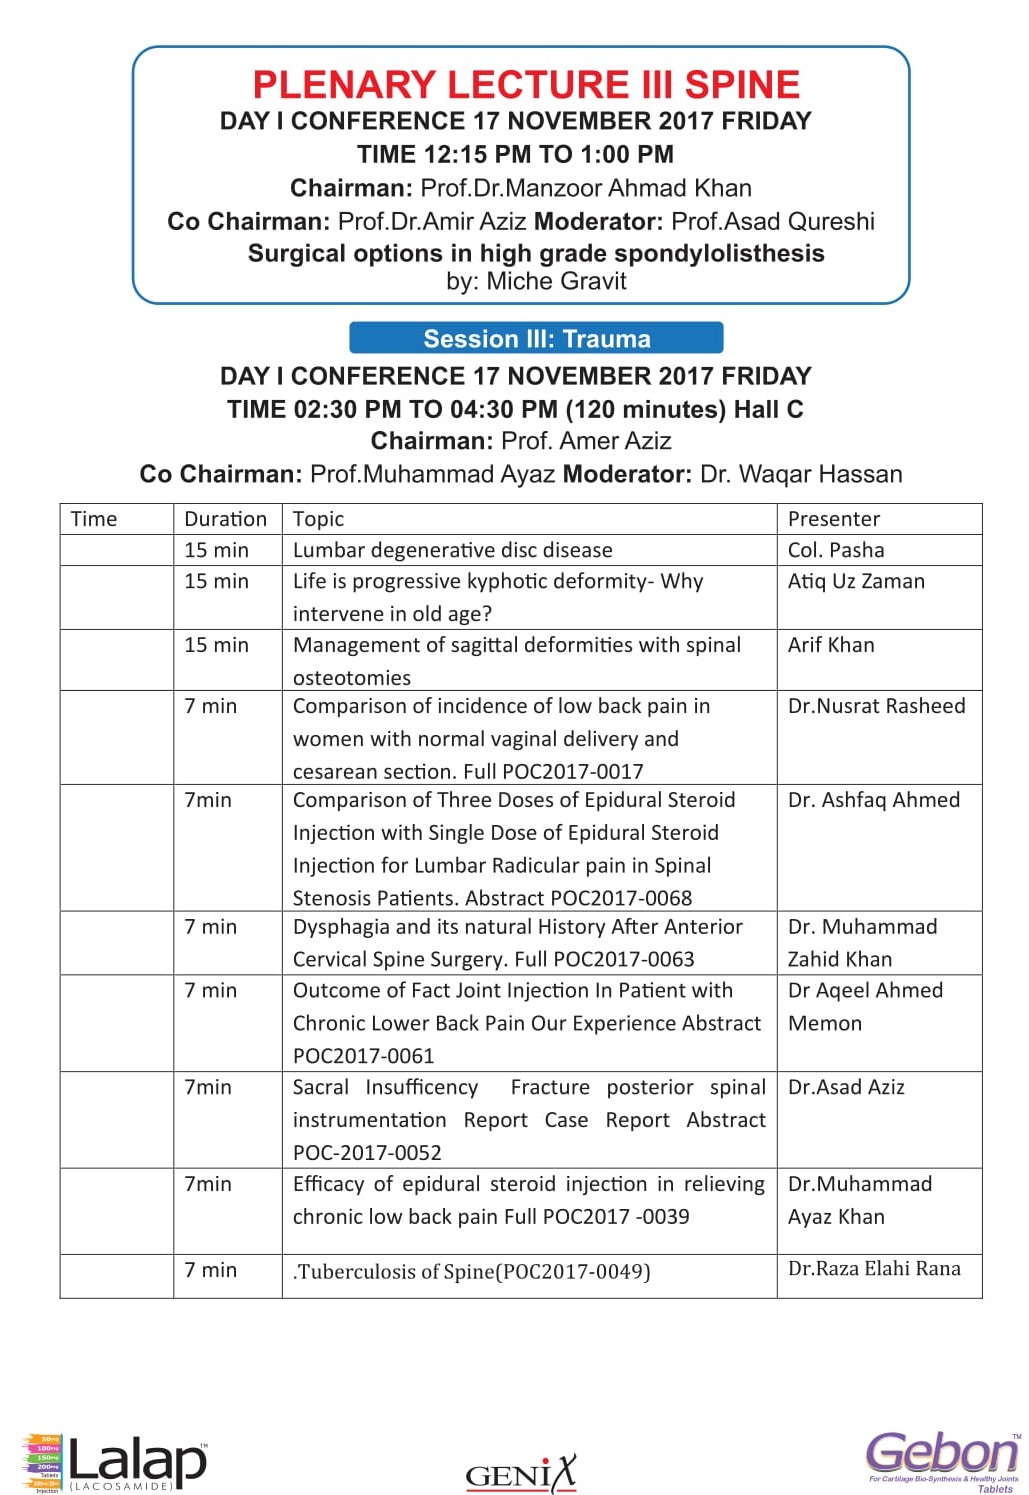 PLENARY LECTURE III SPINE
DAY I CONFERENCE 17 NOVEMBER 2017 FRIDAY
TIME 12:15 PM TO 1:00 PM
Chairman: Prof.Dr.Manzoor Ahmad Khan
Co Chairman: Prof.Dr.Amir Aziz Moderator: Prof.Asad Qureshi
Surgical options in high grade spondylolisthesis
by: Miche Gravit
Session III: Trauma
DAY I CONFERENCE 17 NOVEMBER 2017 FRIDAY
TIME 02:30 PM TO 04:30 PM (120 minutes) Hall C
Chairman: Prof. Amer Aziz
Co Chairman: Prof.Muhammad Ayaz Moderator: Dr. Waqar Hassan
Time Duration Topic Presenter
15 min Lumbar degenerative disc disease Col. Pasha
15 min Life is progressive kyphotic deformity- Why Atiq Uz Zaman
intervene in old age?
15 min Management of sagittal deformities with spinal Arif Khan
osteotomies
7 min Comparison of incidence of low back pain in Dr.Nusrat Rasheed
women with normal vaginal delivery and
cesarean section. Full POC2017-0017
7min Comparison of Three Doses of Epidural Steroid Dr. Ashfaq Ahmed
Injection with Single Dose of Epidural Steroid
Injection for Lumbar Radicular pain in Spinal
Stenosis Patients. Abstract POC2017-0068
7 min Dysphagia and its natural History After Anterior Dr. Muhammad
Cervical Spine Surgery. Full POC2017-0063 Zahid Khan
7 min Outcome of Fact Joint Injection In Patient with Dr Aqeel Ahmed
Chronic Lower Back Pain Our Experience Abstract Memon
POC2017-0061
7min Sacral Insufficency Fracture posterior spinal Dr.Asad Aziz
instrumentation Report Case Report Abstract
POC-2017-0052
7min Efficacy of epidural steroid injection in relieving Dr.Muhammad
chronic low back pain Full POC2017 -0039 Ayaz Khan
7 min .Tuberculosis of Spine(POC2017-0049) Dr.Raza Elahi Rana
50mg
100mg
150mg
200mg
Tablets
Injection
Lalap™
(LACOSAMIDE)
GENIX
Gebon™
For Cartilage Bio-Synthesis & Healthy Joints
Tablets